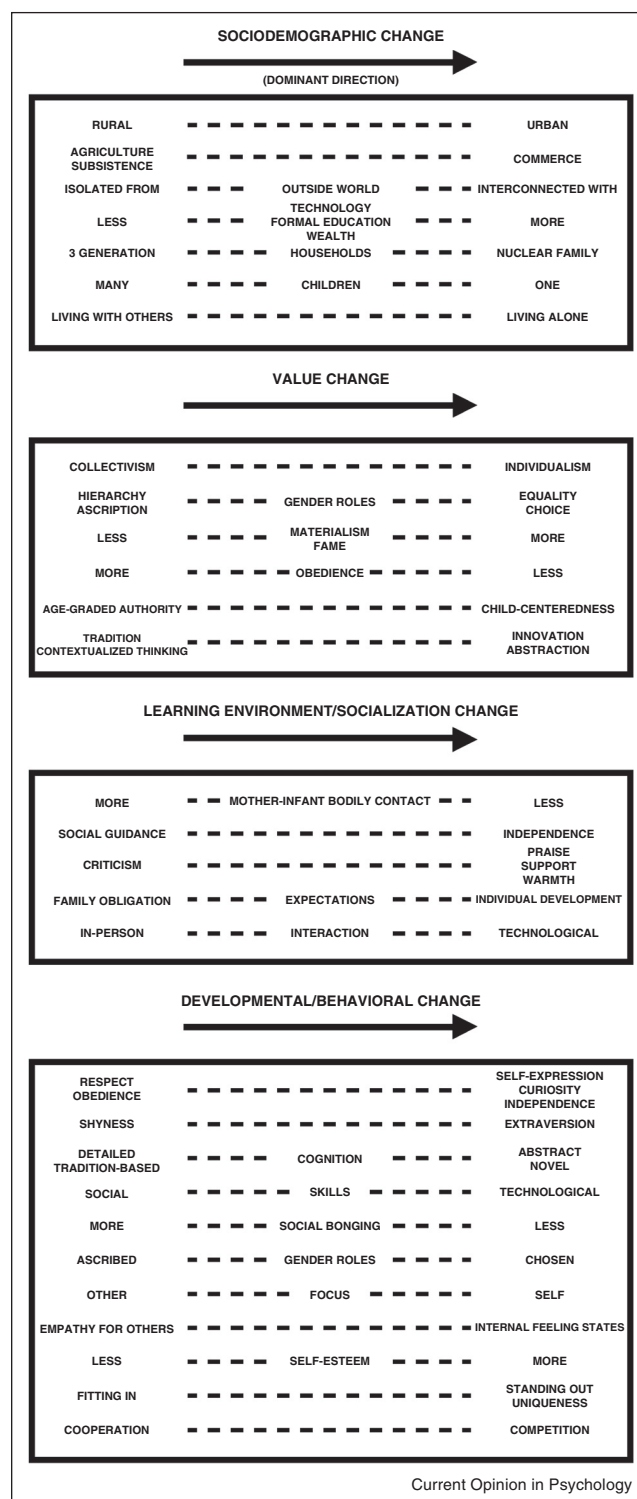 SOCIODEMOGRAPHIC CHANGE
(DOMINANT DIRECTION)
RURAL URBAN
AGRICULTURE
SUBSISTENCE COMMERCE
ISOLATED FROM OUTSIDE WORLD INTERCONNECTED WITH
TECHNOLOGY
LESS FORMAL EDUCATION MORE
WEALTH
3 GENERATION HOUSEHOLDS NUCLEAR FAMILY
MANY CHILDREN ONE
LIVING WITH OTHERS LIVING ALONE
VALUE CHANGE
COLLECTIVISM INDIVIDUALISM
HIERARCHY GENDER ROLES EQUALITY
ASCRIPTION CHOICE
LESS MATERIALISM MORE
FAME
MORE OBEDIENCE LESS
AGE-GRADED AUTHORITY CHILD-CENTEREDNESS
TRADITION INNOVATION
CONTEXTUALIZED THINKING ABSTRACTION
LEARNING ENVIRONMENT/SOCIALIZATION CHANGE
MORE MOTHER-INFANT BODILY CONTACT LESS
SOCIAL GUIDANCE INDEPENDENCE
PRAISE
CRITICISM SUPPORT
WARMTH
FAMILY OBLIGATION EXPECTATIONS INDIVIDUAL DEVELOPMENT
IN-PERSON INTERACTION TECHNOLOGICAL
DEVELOPMENTAL/BEHAVIORAL CHANGE
RESPECT SELF-EXPRESSION
OBEDIENCE CURIOSITY
INDEPENDENCE
SHYNESS EXTRAVERSION
DETAILED COGNITION ABSTRACT
TRADITION-BASED NOVEL
SOCIAL SKILLS TECHNOLOGICAL
MORE SOCIAL BONGING LESS
ASCRIBED GENDER ROLES CHOSEN
OTHER FOCUS SELF
EMPATHY FOR OTHERS INTERNAL FEELING STATES
LESS SELF-ESTEEM MORE
FITTING IN STANDING OUT
UNIQUENESS
COOPERATION COMPETITION
Current Opinion in Psychology